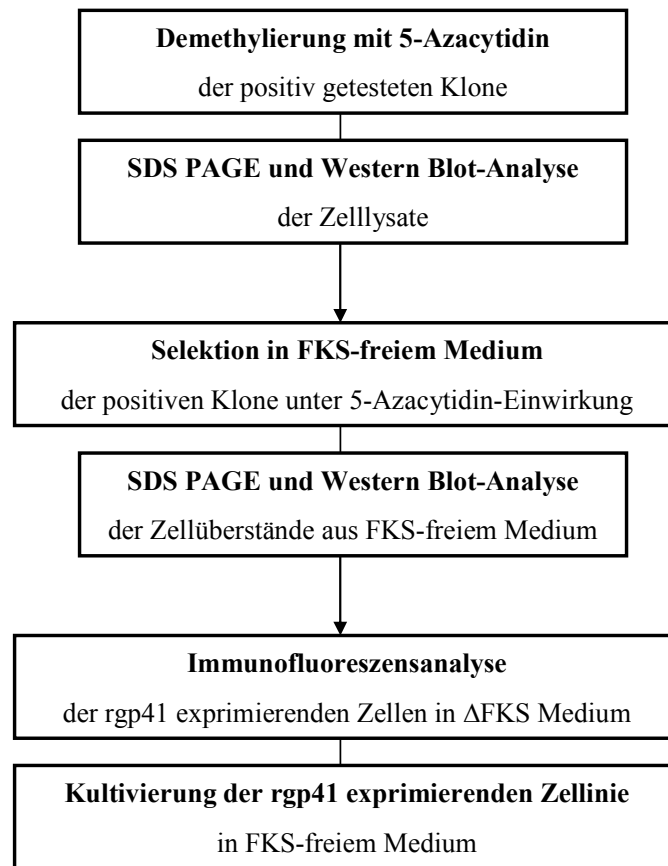 Demethylierung mit 5-Azacytidin
der positiv getesteten Klone
SDS PAGE und Western Blot-Analyse
der Zelllysate
Selektion in FKS-freiem Medium
der positiven Klone unter 5-Azacytidin-Einwirkung
SDS PAGE und Western Blot-Analyse
der Zellüberstände aus FKS-freiem Medium
Immunofluoreszensanalyse
der rgp41 exprimierenden Zellen in ΔFKS Medium
Kultivierung der rgp41 exprimierenden Zellinie
in FKS-freiem Medium